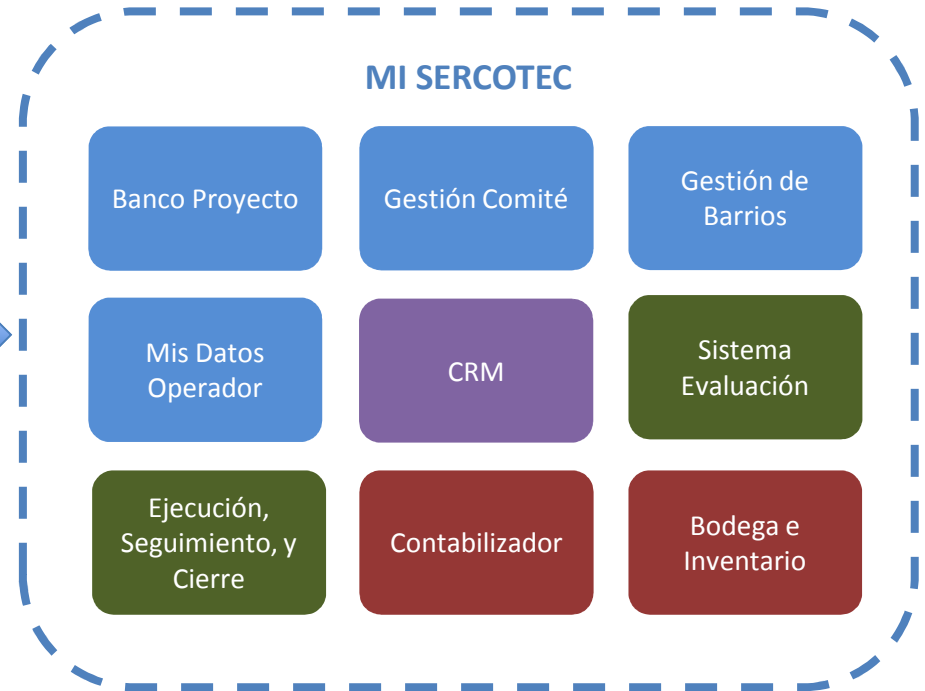 MI SERCOTEC
Banco Proyecto
Gestión Comité
Gestión de
Barrios
Mis Datos
Operador
CRM
Sistema
Evaluación
Ejecución,
Seguimiento, y
Cierre
Contabilizador
Bodega e
Inventario